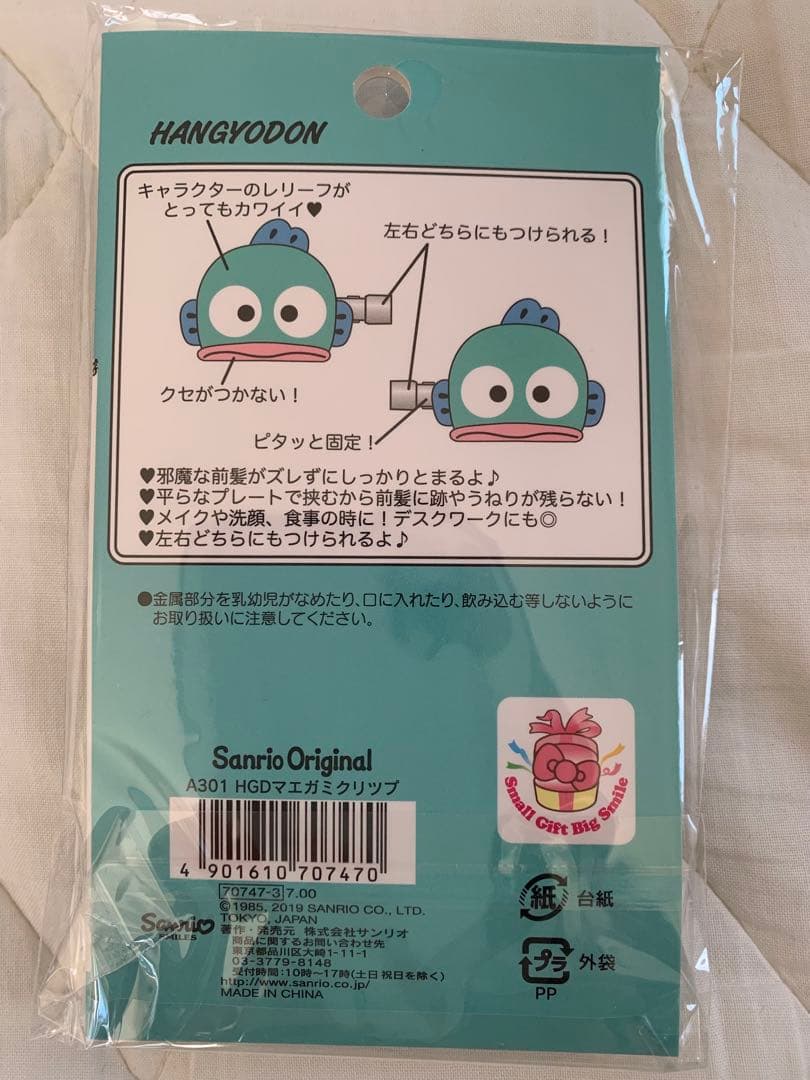 HANGYODON
キャラクターのレリーフが
とってもカワイイ♥
左右どちらにもつけられる！
クセがつかない！
ピタッと固定！
♥邪魔な前髪がズレずにしっかりとまるよ♪
♥平らなプレートで挟むから前髪に跡やうねりが残らない！
♥メイクや洗顔、食事の時に！デスクワークにも◎
♥左右どちらにもつけられるよ♪
●金属部分を乳幼児がなめたり、口に入れたり、飲み込む等しないように
お取り扱いに注意してください。
Small Gift Big Smile
Sanrio Original
A301 HGDマエガミクリツプ
4 901610 707470
70747-3 7.00
©1985, 2019 SANRIO CO., LTD.
TOKYO, JAPAN
著作・発売元 株式会社サンリオ
商品に関するお問い合わせ先
東京都品川区大崎1-11-1
03-3779-8148
受付時間：10時〜17時(土日祝日を除く)
http://www.sanrio.co.jp/
MADE IN CHINA
Sanrio
SMILES
紙 台紙
プラ 外袋
PP